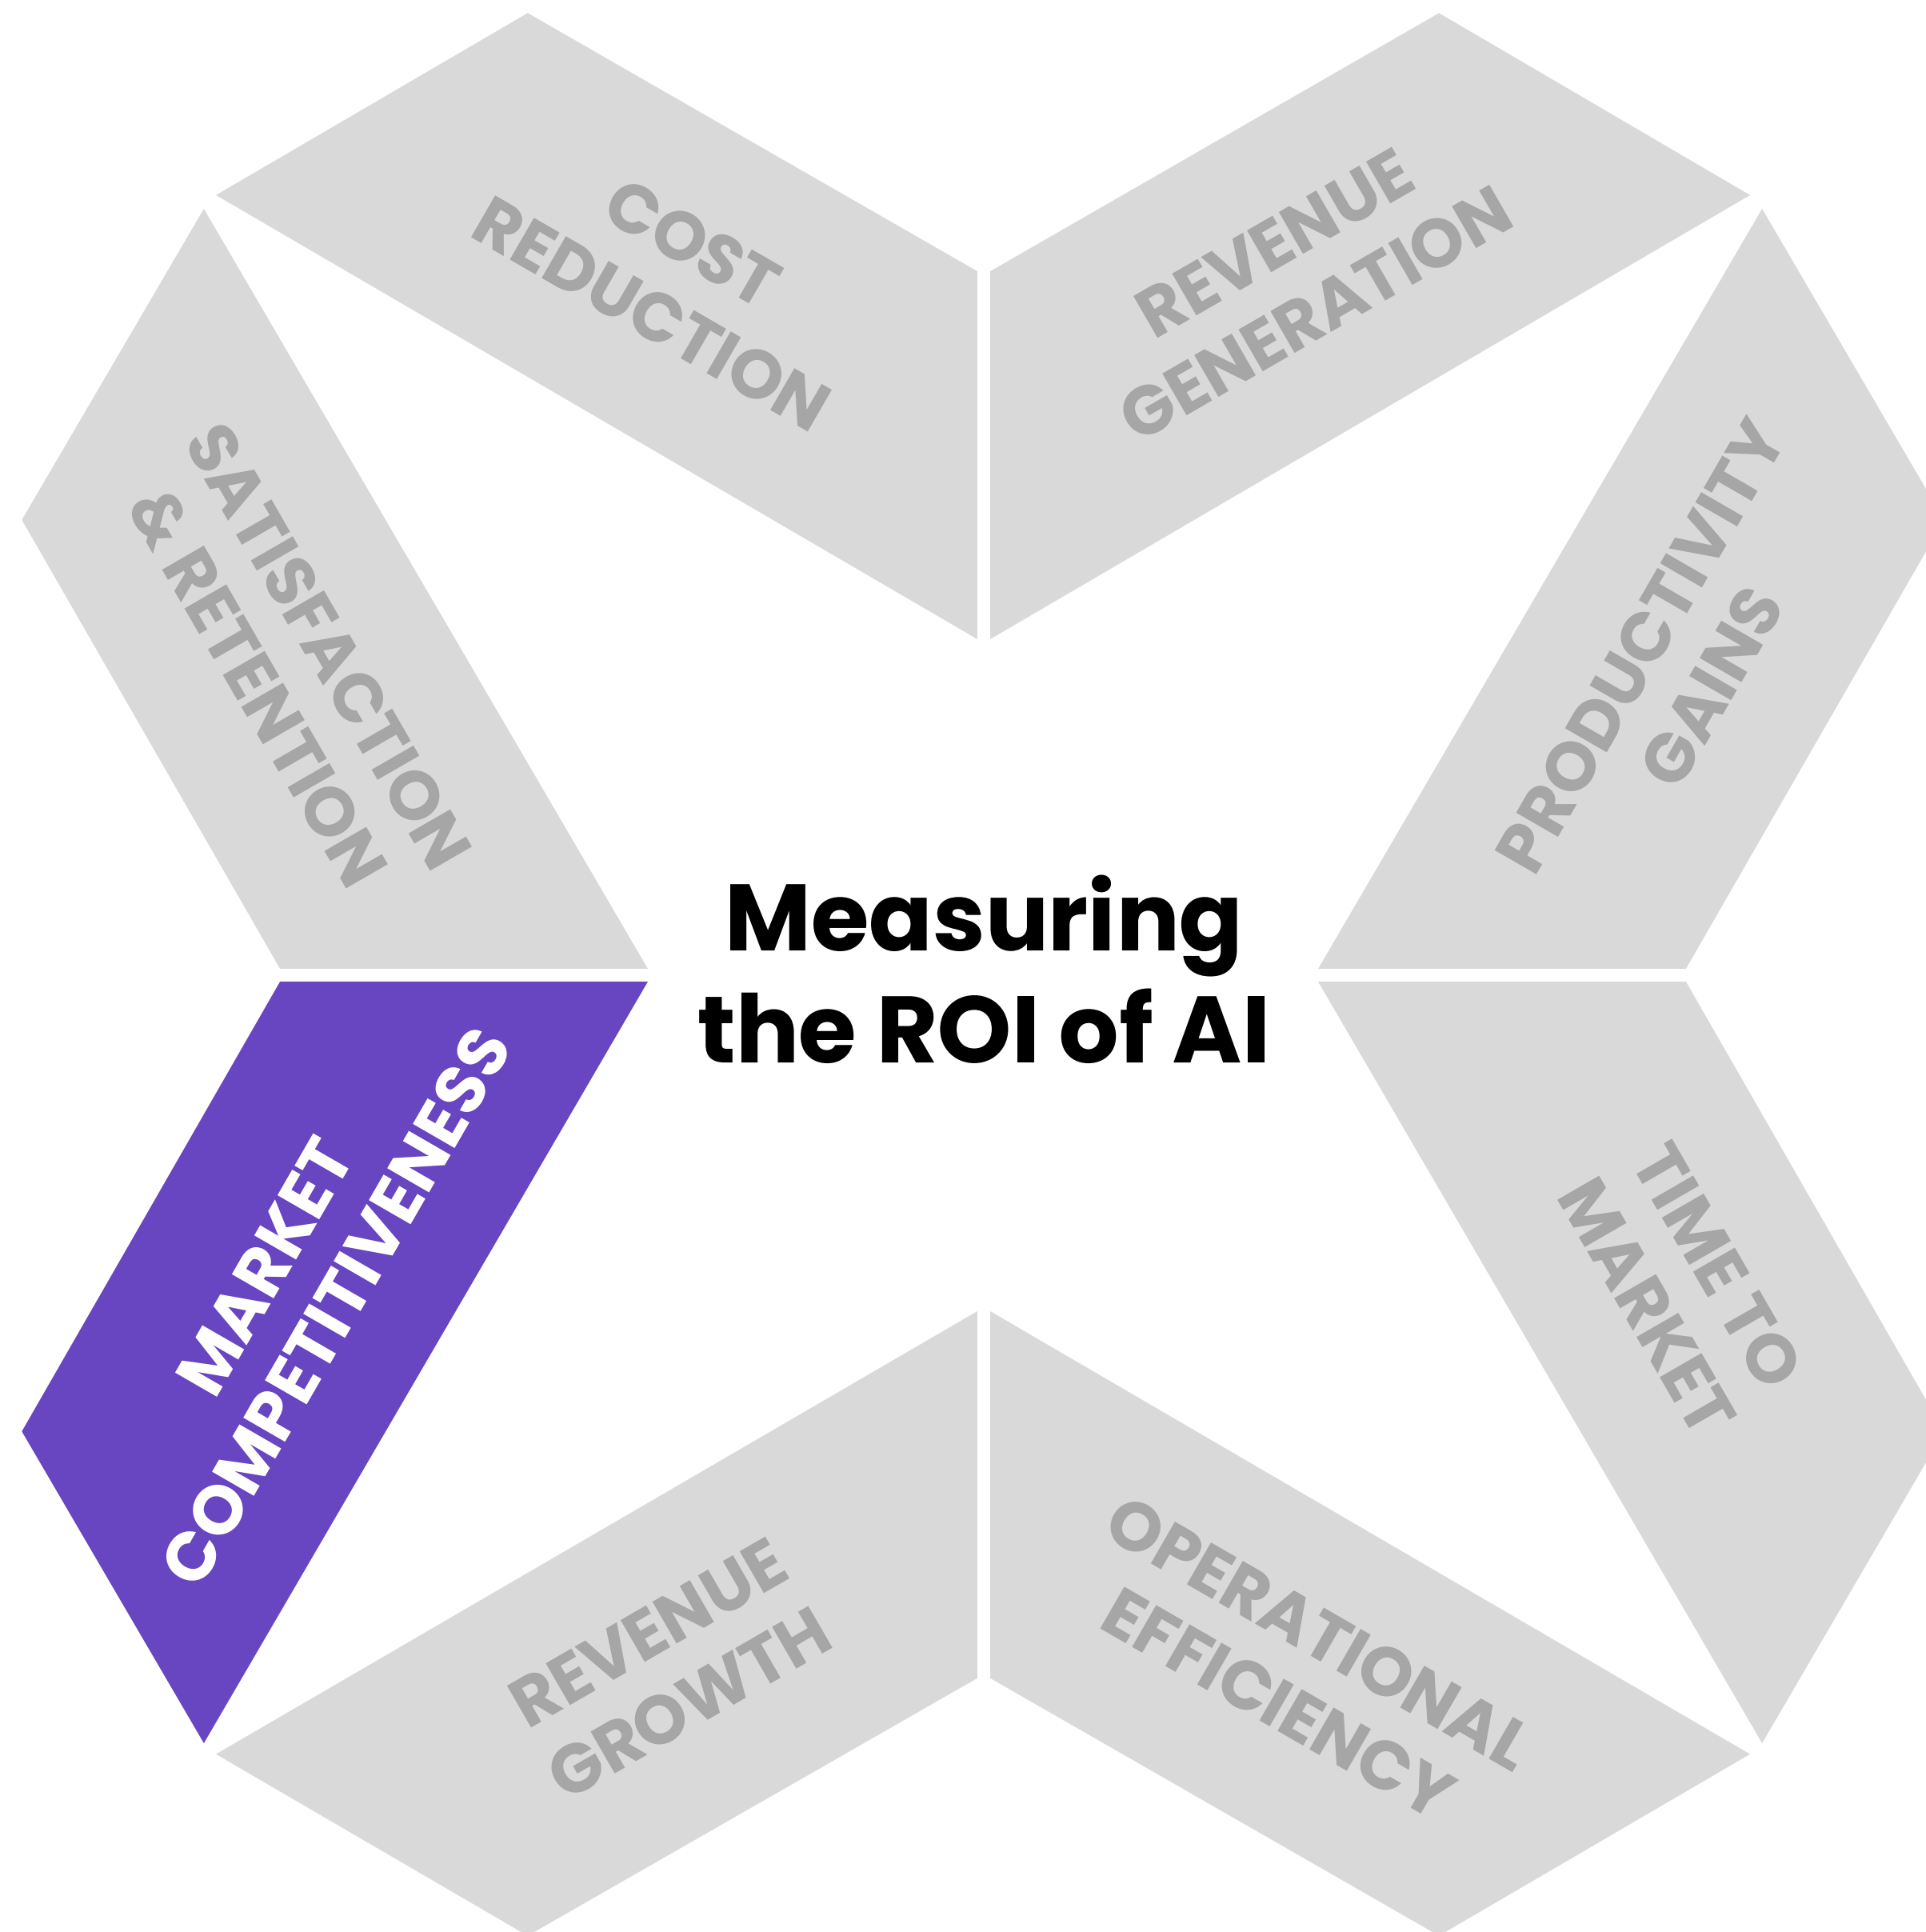 COST
REDUCTION
REVENUE
GENERATION
PRODUCTIVITY
GAINS
TIME TO
MARKET
OPERATIONAL
EFFICIENCY
REVENUE
GROWTH
MARKET
COMPETITIVENESS
SATISFACTION
& RETENTION
Measuring
the ROI of AI